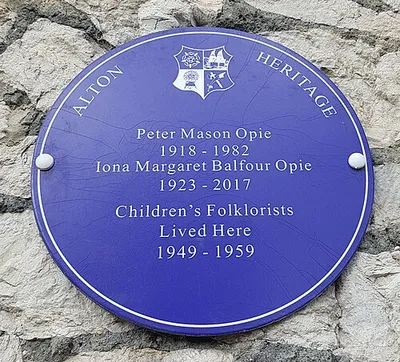 ALTON HERITAGE
Peter Mason Opie
1918 - 1982
Iona Margaret Balfour Opie
1923 - 2017
Children's Folklorists
Lived Here
1949 - 1959